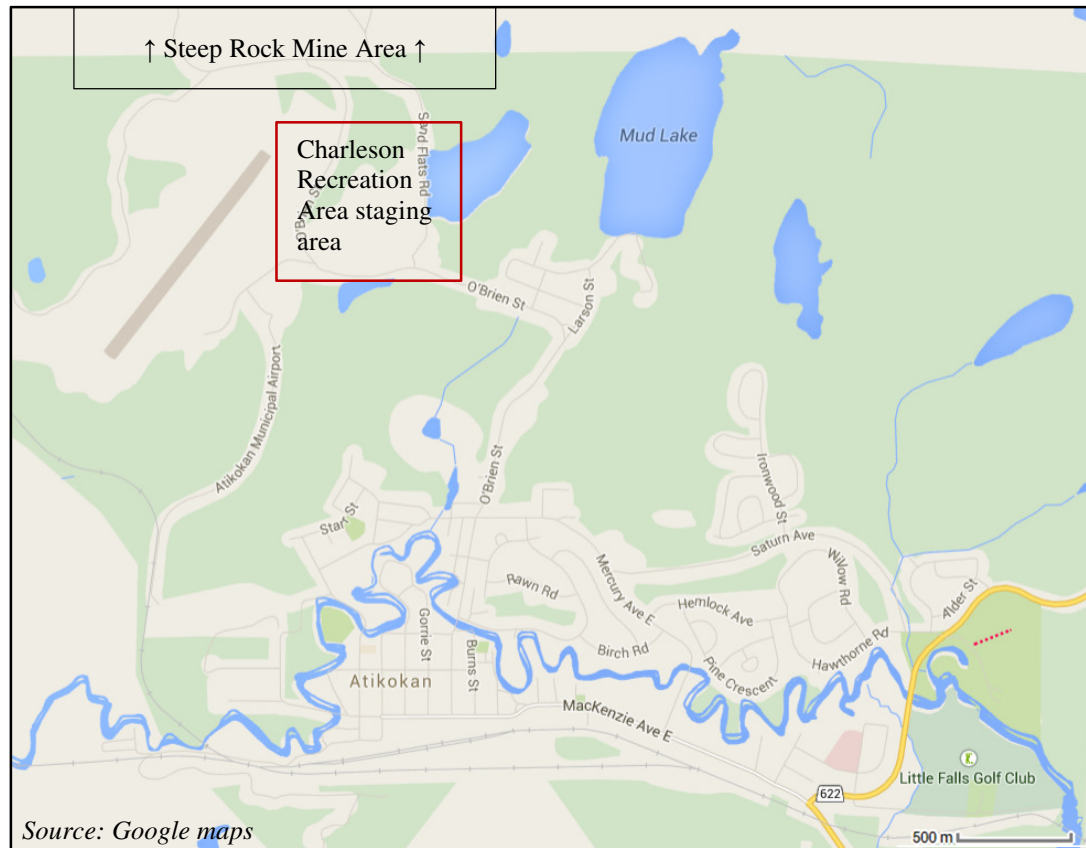 ↑ Steep Rock Mine Area ↑
Sand Flats Rd
Charleson
Recreation
Area staging
area
O'Brien St
Mud Lake
O'Brien St
Larson St
Atikokan Municipal Airport
O'Brien St
Ironwood St
Start St
Saturn Ave
Willow Rd
Mercury Ave E
Rawn Rd
Hemlock Ave
Alder St
Gorrie St
Burns St
Birch Rd
Hawthorne Rd
Pine Crescent
Atikokan
MacKenzie Ave E
622
Little Falls Golf Club
Source: Google maps
500 m